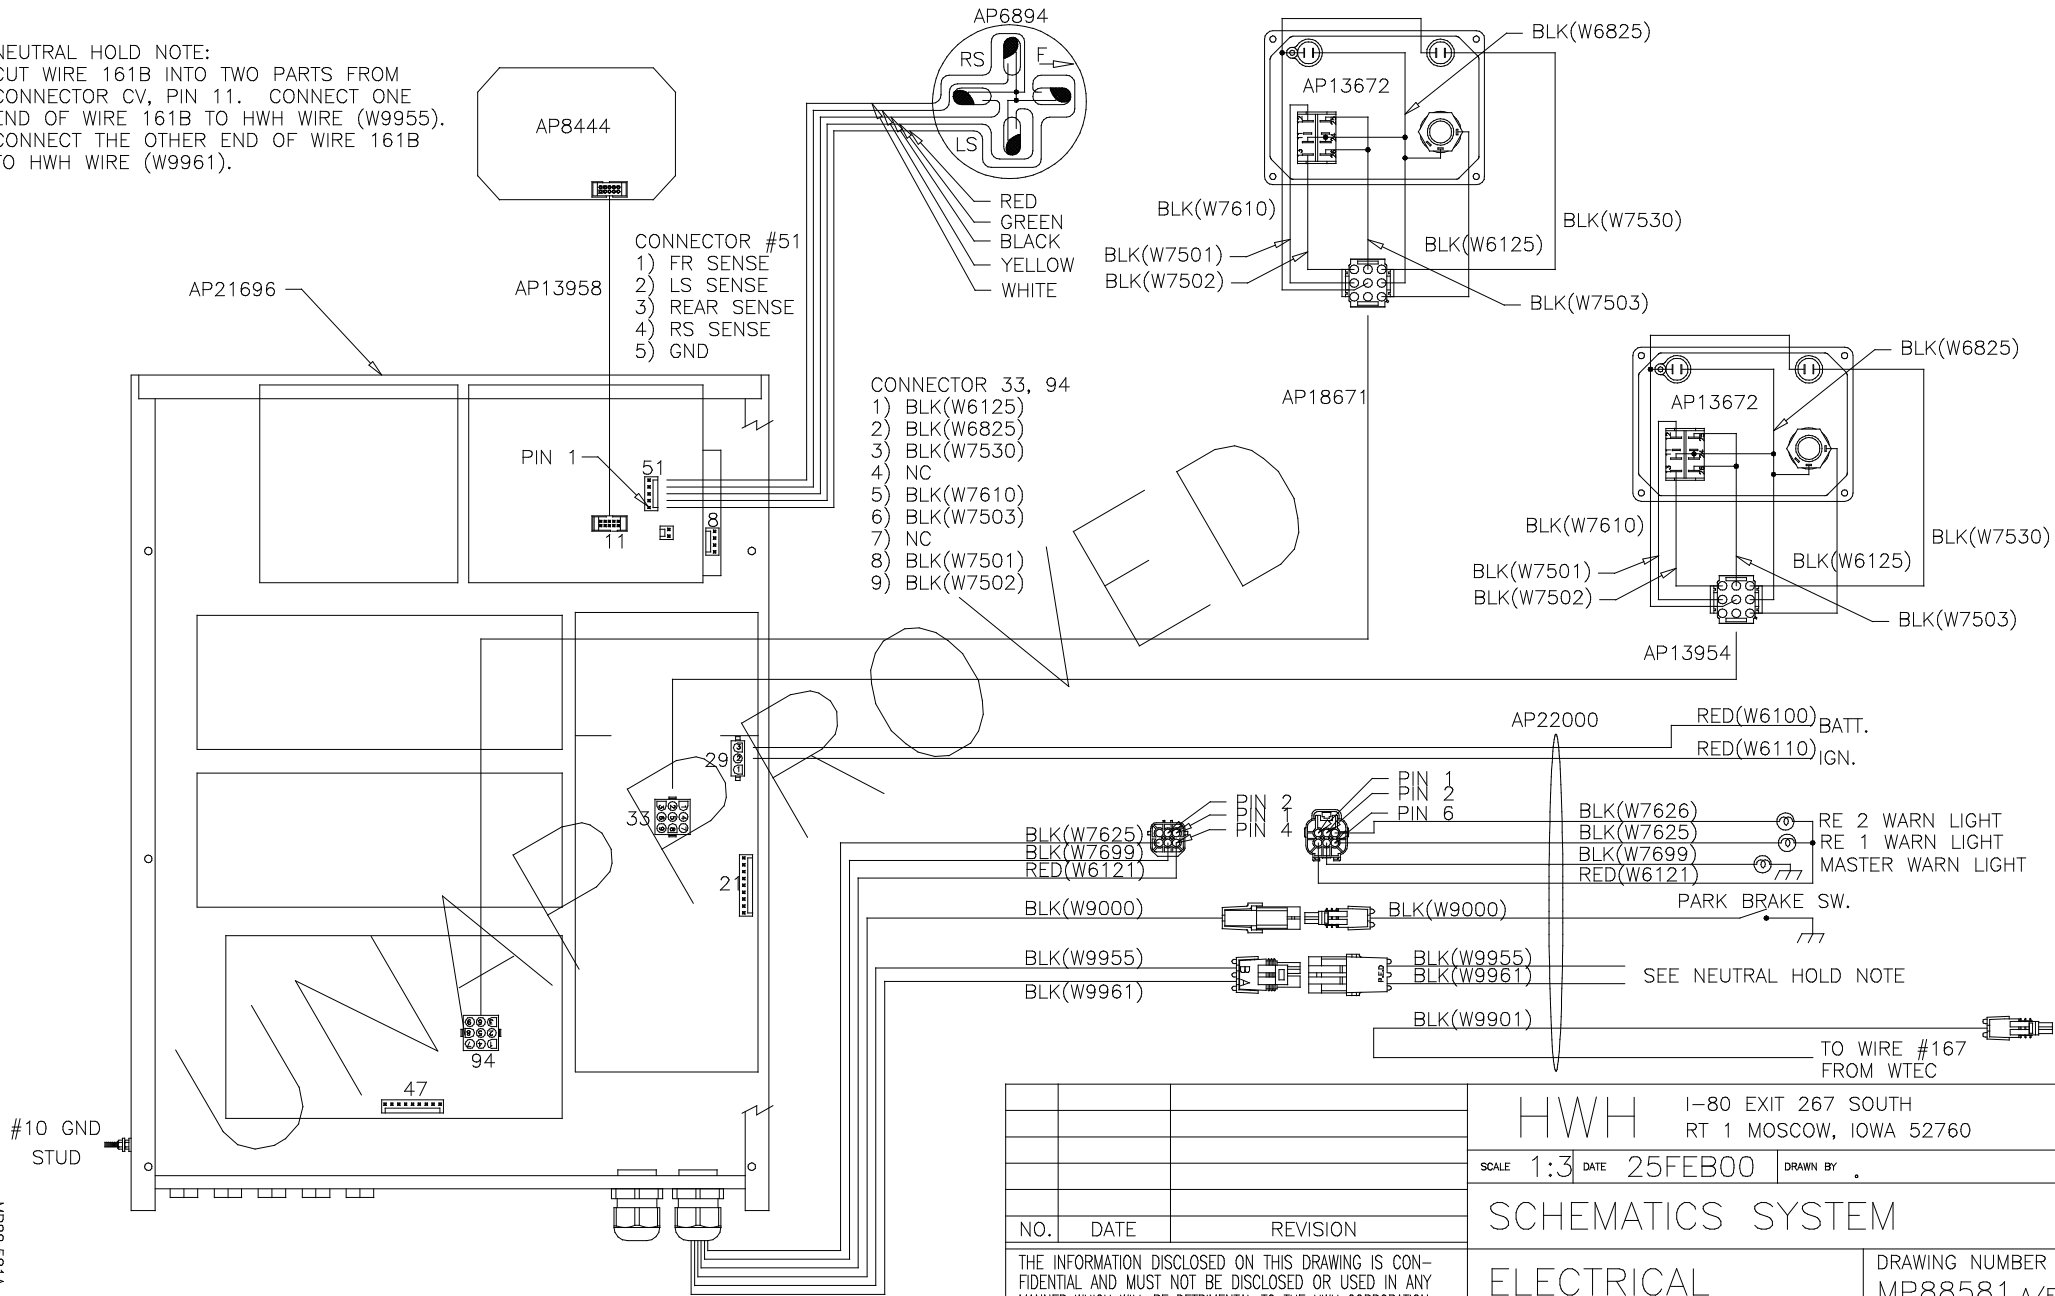 NEUTRAL HOLD NOTE:
CUT WIRE 161B INTO TWO PARTS FROM
CONNECTOR CV, PIN 11. CONNECT ONE
END OF WIRE 161B TO HWH WIRE (W9955).
CONNECT THE OTHER END OF WIRE 161B
TO HWH WIRE (W9961).
AP8444
AP6894
RS
F
LS
RED
GREEN
BLACK
YELLOW
WHITE
AP13672
BLK(W6825)
BLK(W7610)
BLK(W7530)
BLK(W7501)
BLK(W6125)
BLK(W7502)
BLK(W7503)
AP21696
AP13958
CONNECTOR #51
1) FR SENSE
2) LS SENSE
3) REAR SENSE
4) RS SENSE
5) GND
AP18671
BLK(W6825)
AP13672
BLK(W7610)
BLK(W7530)
BLK(W7501)
BLK(W6125)
BLK(W7502)
BLK(W7503)
AP13954
CONNECTOR 33, 94
1) BLK(W6125)
2) BLK(W6825)
3) BLK(W7530)
4) NC
5) BLK(W7610)
6) BLK(W7503)
7) NC
8) BLK(W7501)
9) BLK(W7502)
PIN 1
51
11
8
UNAPPROVED
29
33
21
94
47
#10 GND
STUD
AP22000
RED(W6100)
BATT.
RED(W6110)
IGN.
PIN 2
PIN 1
PIN 4
PIN 1
PIN 2
PIN 6
BLK(W7625)
BLK(W7699)
RED(W6121)
BLK(W7626)
RE 2 WARN LIGHT
BLK(W7625)
RE 1 WARN LIGHT
BLK(W7699)
MASTER WARN LIGHT
RED(W6121)
BLK(W9000)
BLK(W9000)
PARK BRAKE SW.
BLK(W9955)
B
A
BLK(W9961)
P.E.D
BLK(W9955)
BLK(W9961)
SEE NEUTRAL HOLD NOTE
BLK(W9901)
TO WIRE #167
FROM WTEC
NO.
DATE
REVISION
HWH
I-80 EXIT 267 SOUTH
RT 1 MOSCOW, IOWA 52760
SCALE 1:3
DATE 25FEB00
DRAWN BY .
SCHEMATICS SYSTEM
ELECTRICAL
DRAWING NUMBER
MP88581
THE INFORMATION DISCLOSED ON THIS DRAWING IS CON-
FIDENTIAL AND MUST NOT BE DISCLOSED OR USED IN ANY